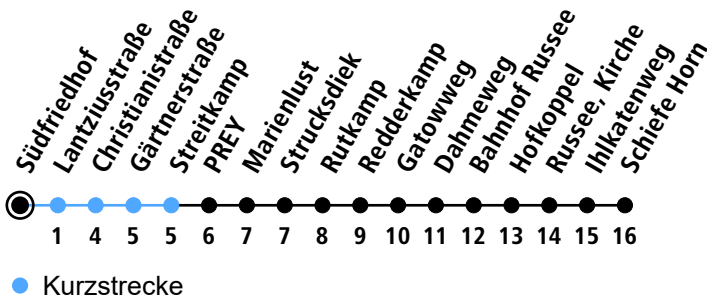 Südfriedhof
Lantziusstraße
Christianistraße
Gärtnerstraße
Streitkamp
PREY
Marienlust
Strucksdiek
Rutkamp
Redderkamp
Gatowweg
Dahmeweg
Bahnhof Russee
Hofkoppel
Russee, Kirche
Ihlkatenweg
Schiefe Horn
1 4 5 5 6 7 7 8 9 10 11 12 13 14 15 16
Kurzstrecke